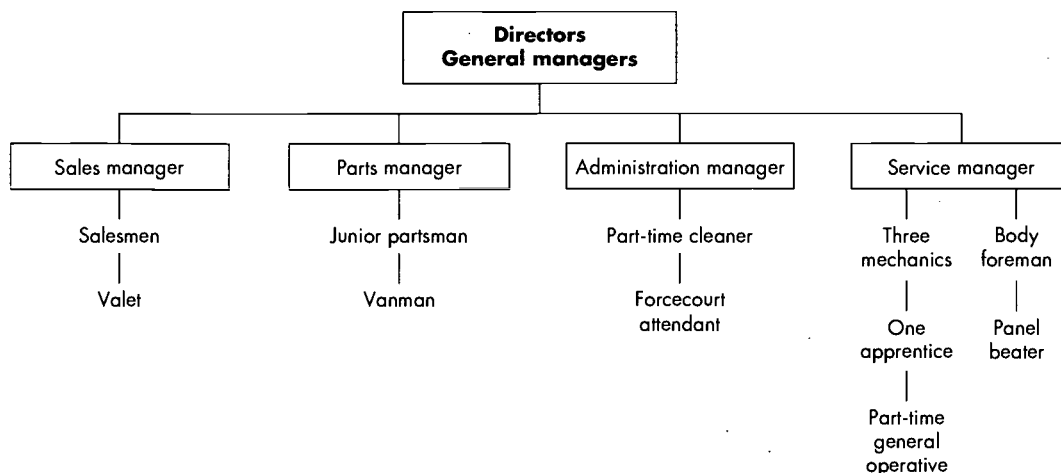 Directors
General managers
Sales manager
Parts manager
Administration manager
Service manager
Salesmen
Junior partsman
Part-time cleaner
Three
mechanics
Body
foreman
Valet
Vanman
Forcecourt
attendant
One
apprentice
Panel
beater
Part-time
general
operative